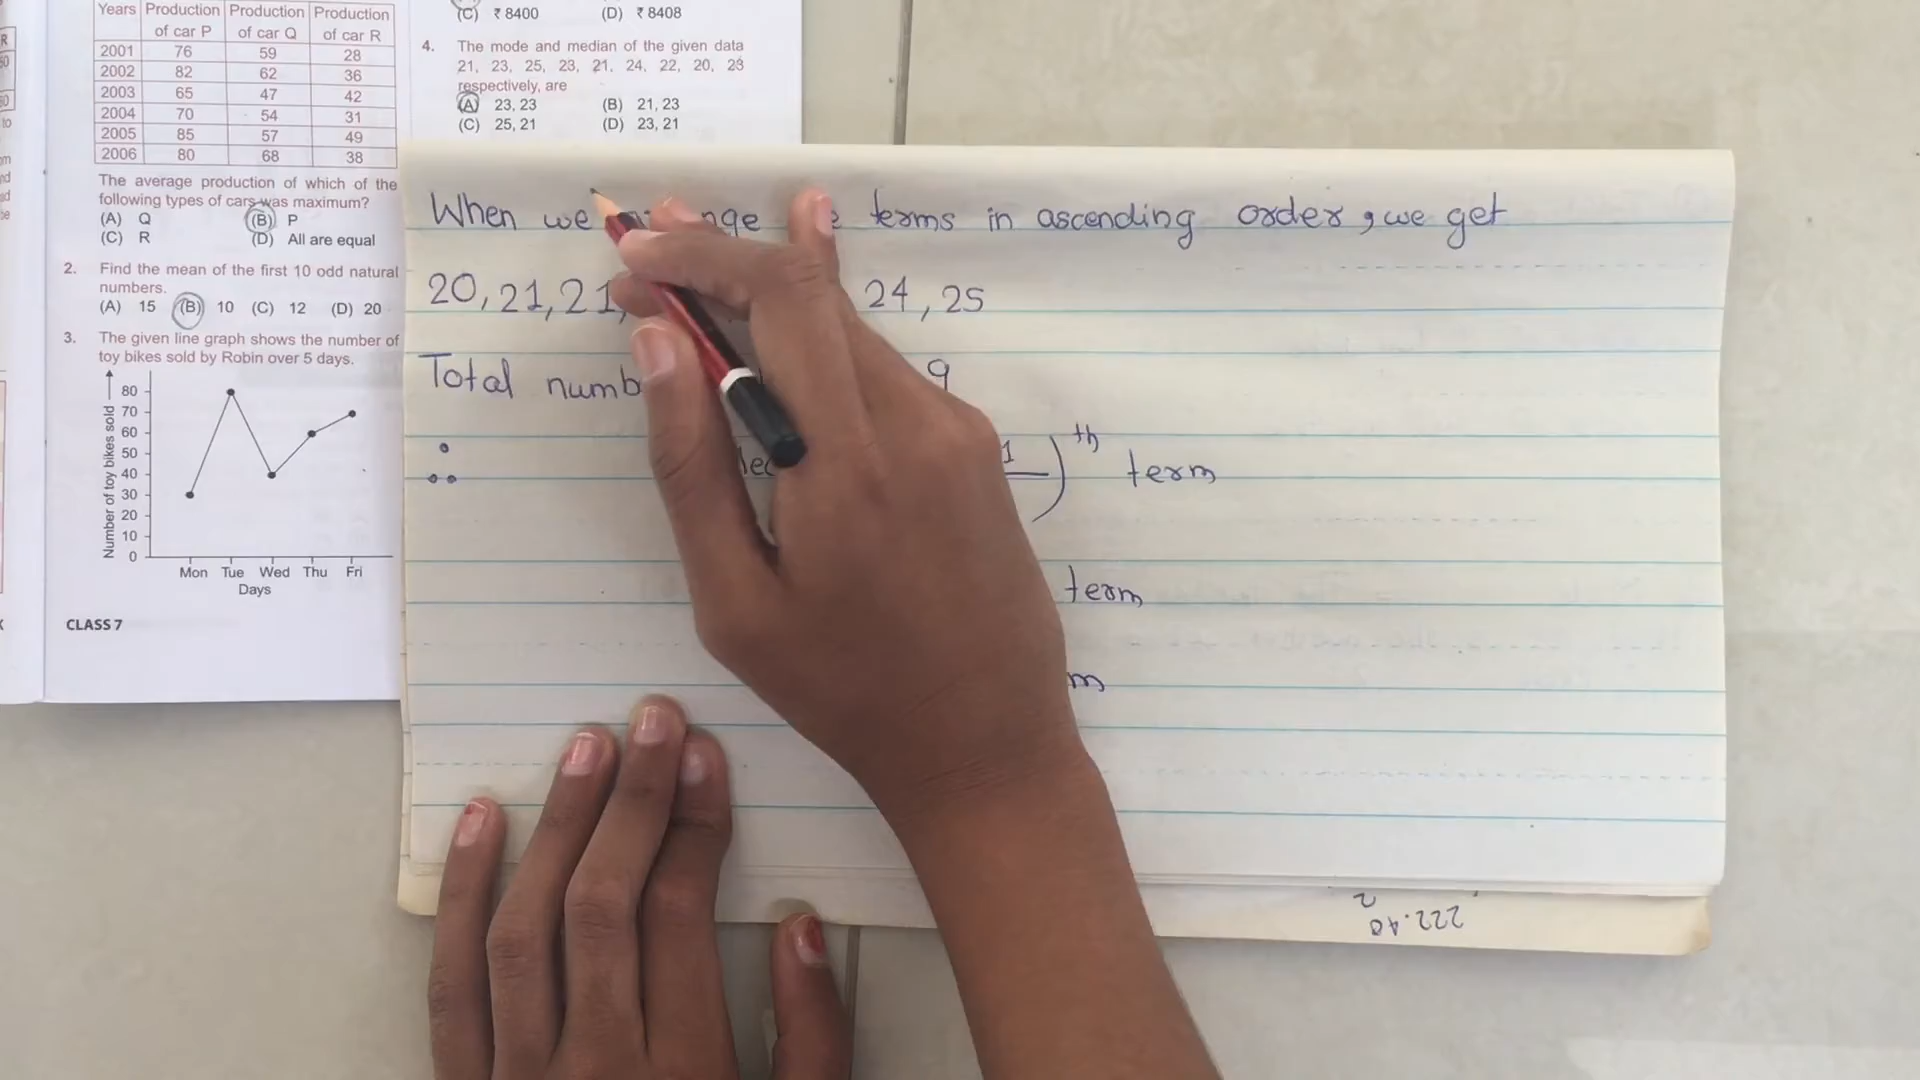 Years Production of car P Production of car Q Production of car R
2001 76 59 28
2002 82 62 36
2003 65 47 42
2004 70 54 31
2005 85 57 49
2006 80 68 38
The average production of which of the
following types of cars was maximum?
(A) Q (B) P
(C) R (D) All are equal
2. Find the mean of the first 10 odd natural
numbers.
(A) 15 (B) 10 (C) 12 (D) 20
3. The given line graph shows the number of
toy bikes sold by Robin over 5 days.
Number of toy bikes sold
80
70
60
50
40
30
20
10
0
Mon Tue Wed Thu Fri
Days
CLASS 7
(C) ₹ 8400 (D) ₹ 8408
4. The mode and median of the given data
21, 23, 25, 23, 21, 24, 22, 20, 23
respectively, are
(A) 23, 23 (B) 21, 23
(C) 25, 21 (D) 23, 21
When we terms in ascending order, we get
20, 21, 21, 24, 25
Total 9
∴ 1 th term
term
222.40
2